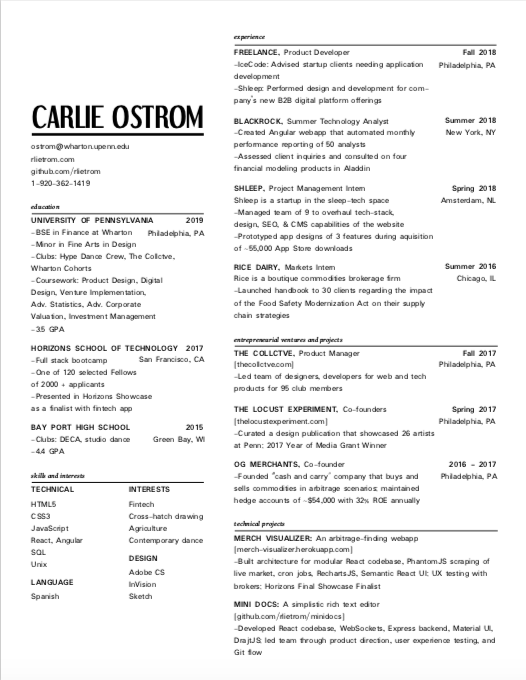 CARLIE OSTROM
ostrom@wharton.upenn.edu
rlietrom.com
github.com/rlietrom
1-920-362-1419
education
UNIVERSITY OF PENNSYLVANIA 2019
-BSE in Finance at Wharton Philadelphia, PA
-Minor in Fine Arts in Design
-Clubs: Hype Dance Crew, The Collctve,
Wharton Cohorts
-Coursework: Product Design, Digital
Design, Venture Implementation,
Adv. Statistics, Adv. Corporate
Valuation, Investment Management
-3.5 GPA
HORIZONS SCHOOL OF TECHNOLOGY 2017
-Full stack bootcamp San Francisco, CA
-One of 120 selected Fellows
of 2000 + applicants
-Presented in Horizons Showcase
as a finalist with fintech app
BAY PORT HIGH SCHOOL 2015
-Clubs: DECA, studio dance Green Bay, WI
-4.4 GPA
skills and interests
TECHNICAL
HTML5
CSS3
JavaScript
React, Angular
SQL
Unix
LANGUAGE
Spanish
INTERESTS
Fintech
Cross-hatch drawing
Agriculture
Contemporary dance
DESIGN
Adobe CS
InVision
Sketch
experience
FREELANCE, Product Developer Fall 2018
-IceCode: Advised startup clients needing application Philadelphia, PA
development
-Shleep: Performed design and development for com-
pany's new B2B digital platform offerings
BLACKROCK, Summer Technology Analyst Summer 2018
-Created Angular webapp that automated monthly New York, NY
performance reporting of 50 analysts
-Assessed client inquiries and consulted on four
financial modeling products in Aladdin
SHLEEP, Project Management Intern Spring 2018
Shleep is a startup in the sleep-tech space Amsterdam, NL
-Managed team of 9 to overhaul tech-stack,
design, SEO, & CMS capabilities of the website
-Prototyped app designs of 3 features during aquisition
of ~55,000 App Store downloads
RICE DAIRY, Markets Intern Summer 2016
Rice is a boutique commodities brokerage firm Chicago, IL
-Launched handbook to 30 clients regarding the impact
of the Food Safety Modernization Act on their supply
chain strategies
entrepreneurial ventures and projects
THE COLLCTVE, Product Manager Fall 2017
[thecollctve.com] Philadelphia, PA
-Led team of designers, developers for web and tech
products for 95 club members
THE LOCUST EXPERIMENT, Co-founders Spring 2017
[thelocustexperiment.com] Philadelphia, PA
-Curated a design publication that showcased 26 artists
at Penn; 2017 Year of Media Grant Winner
OG MERCHANTS, Co-founder 2016 - 2017
-Founded "cash and carry" company that buys and Philadelphia, PA
sells commodities in arbitrage scenarios; maintained
hedge accounts of ~$54,000 with 32% ROE annually
technical projects
MERCH VISUALIZER: An arbitrage-finding webapp
[merch-visualizer.herokuapp.com]
-Built architecture for modular React codebase, PhantomJS scraping of
live market, cron jobs, RechartsJS, Semantic React UI; UX testing with
brokers; Horizons Final Showcase Finalist
MINI DOCS: A simplistic rich text editor
[github.com/rlietrom/minidocs]
-Developed React codebase, WebSockets, Express backend, Material UI,
DrajtJS; led team through product direction, user experience testing, and
Git flow